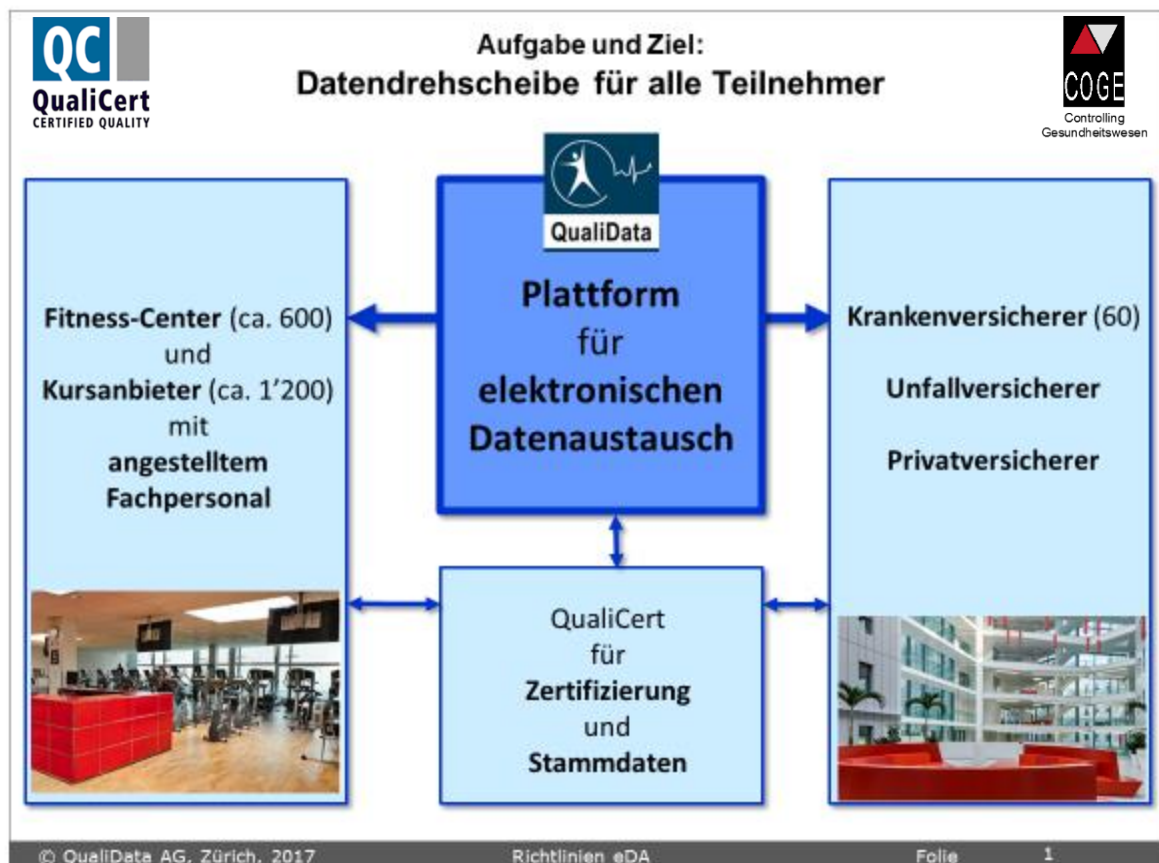 QC
QualiCert
CERTIFIED QUALITY
Aufgabe und Ziel:
Datendrehscheibe für alle Teilnehmer
COGE
Controlling
Gesundheitswesen
Fitness-Center (ca. 600)
und
Kursanbieter (ca. 1’200)
mit
angestelltem
Fachpersonal
QualiData
Plattform
für
elektronischen
Datenaustausch
Krankenversicherer (60)
Unfallversicherer
Privatversicherer
QualiCert
für
Zertifizierung
und
Stammdaten
© QualiData AG, Zürich, 2017
Richtlinien eDA
Folie 1